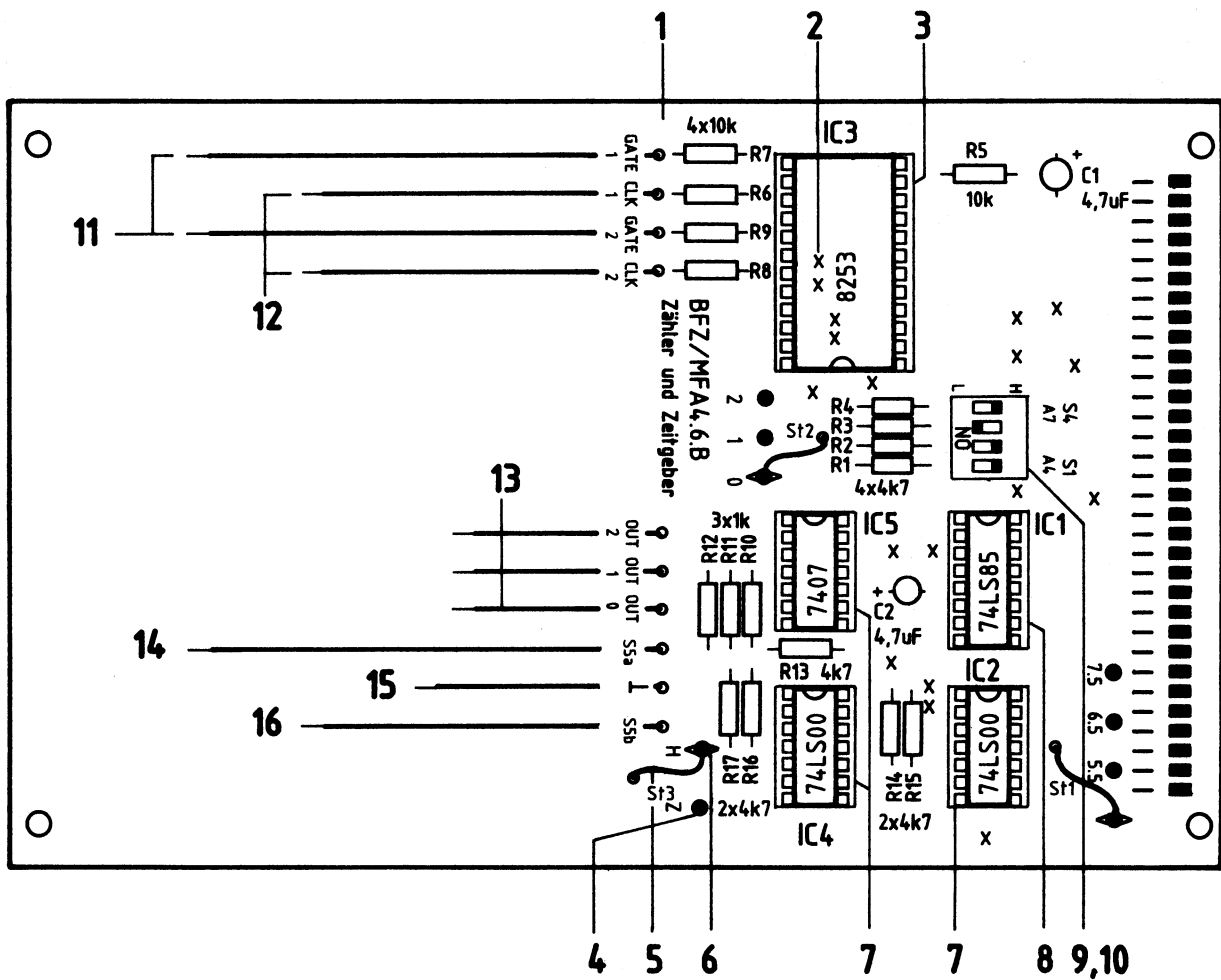 1 2 3
4x10k
IC3
GATE 1
CLK 1
GATE 2
CLK 2
R7
R6
R9
R8
8253
R5
10k
+
C1
4,7uF
11
12
BFZ/MFA4.6.B
Zähler und Zeitgeber
2
1
0
St2
R4
R3
R2
R1
4x4k7
L H
S4
A7
ON
S1
A4
13
3x1k
R12 R11 R10
IC5
7407
IC1
74LS85
+
C2
4,7uF
OUT 2
OUT 1
OUT 0
14
S5a
15
⊥
16
S5b
R13 4k7
IC2
74LS00
74LS00
R17 R16
2x4k7
IC4
R14 R15
2x4k7
H
St3
Z
7.5
6.5
5.5
St1
x x x x x x x x x x x x x x x x x x x
4 5 6 7 7 8 9,10